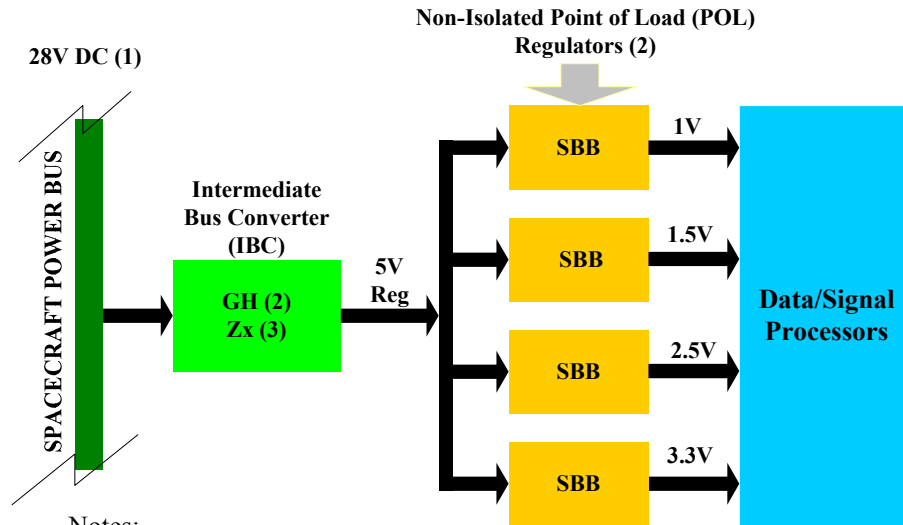 Non-Isolated Point of Load (POL)
Regulators (2)
28V DC (1)
SPACECRAFT POWER BUS
Intermediate
Bus Converter
(IBC)
GH (2)
Zx (3)
5V
Reg
SBB
1V
SBB
1.5V
SBB
2.5V
SBB
3.3V
Data/Signal
Processors
Notes: